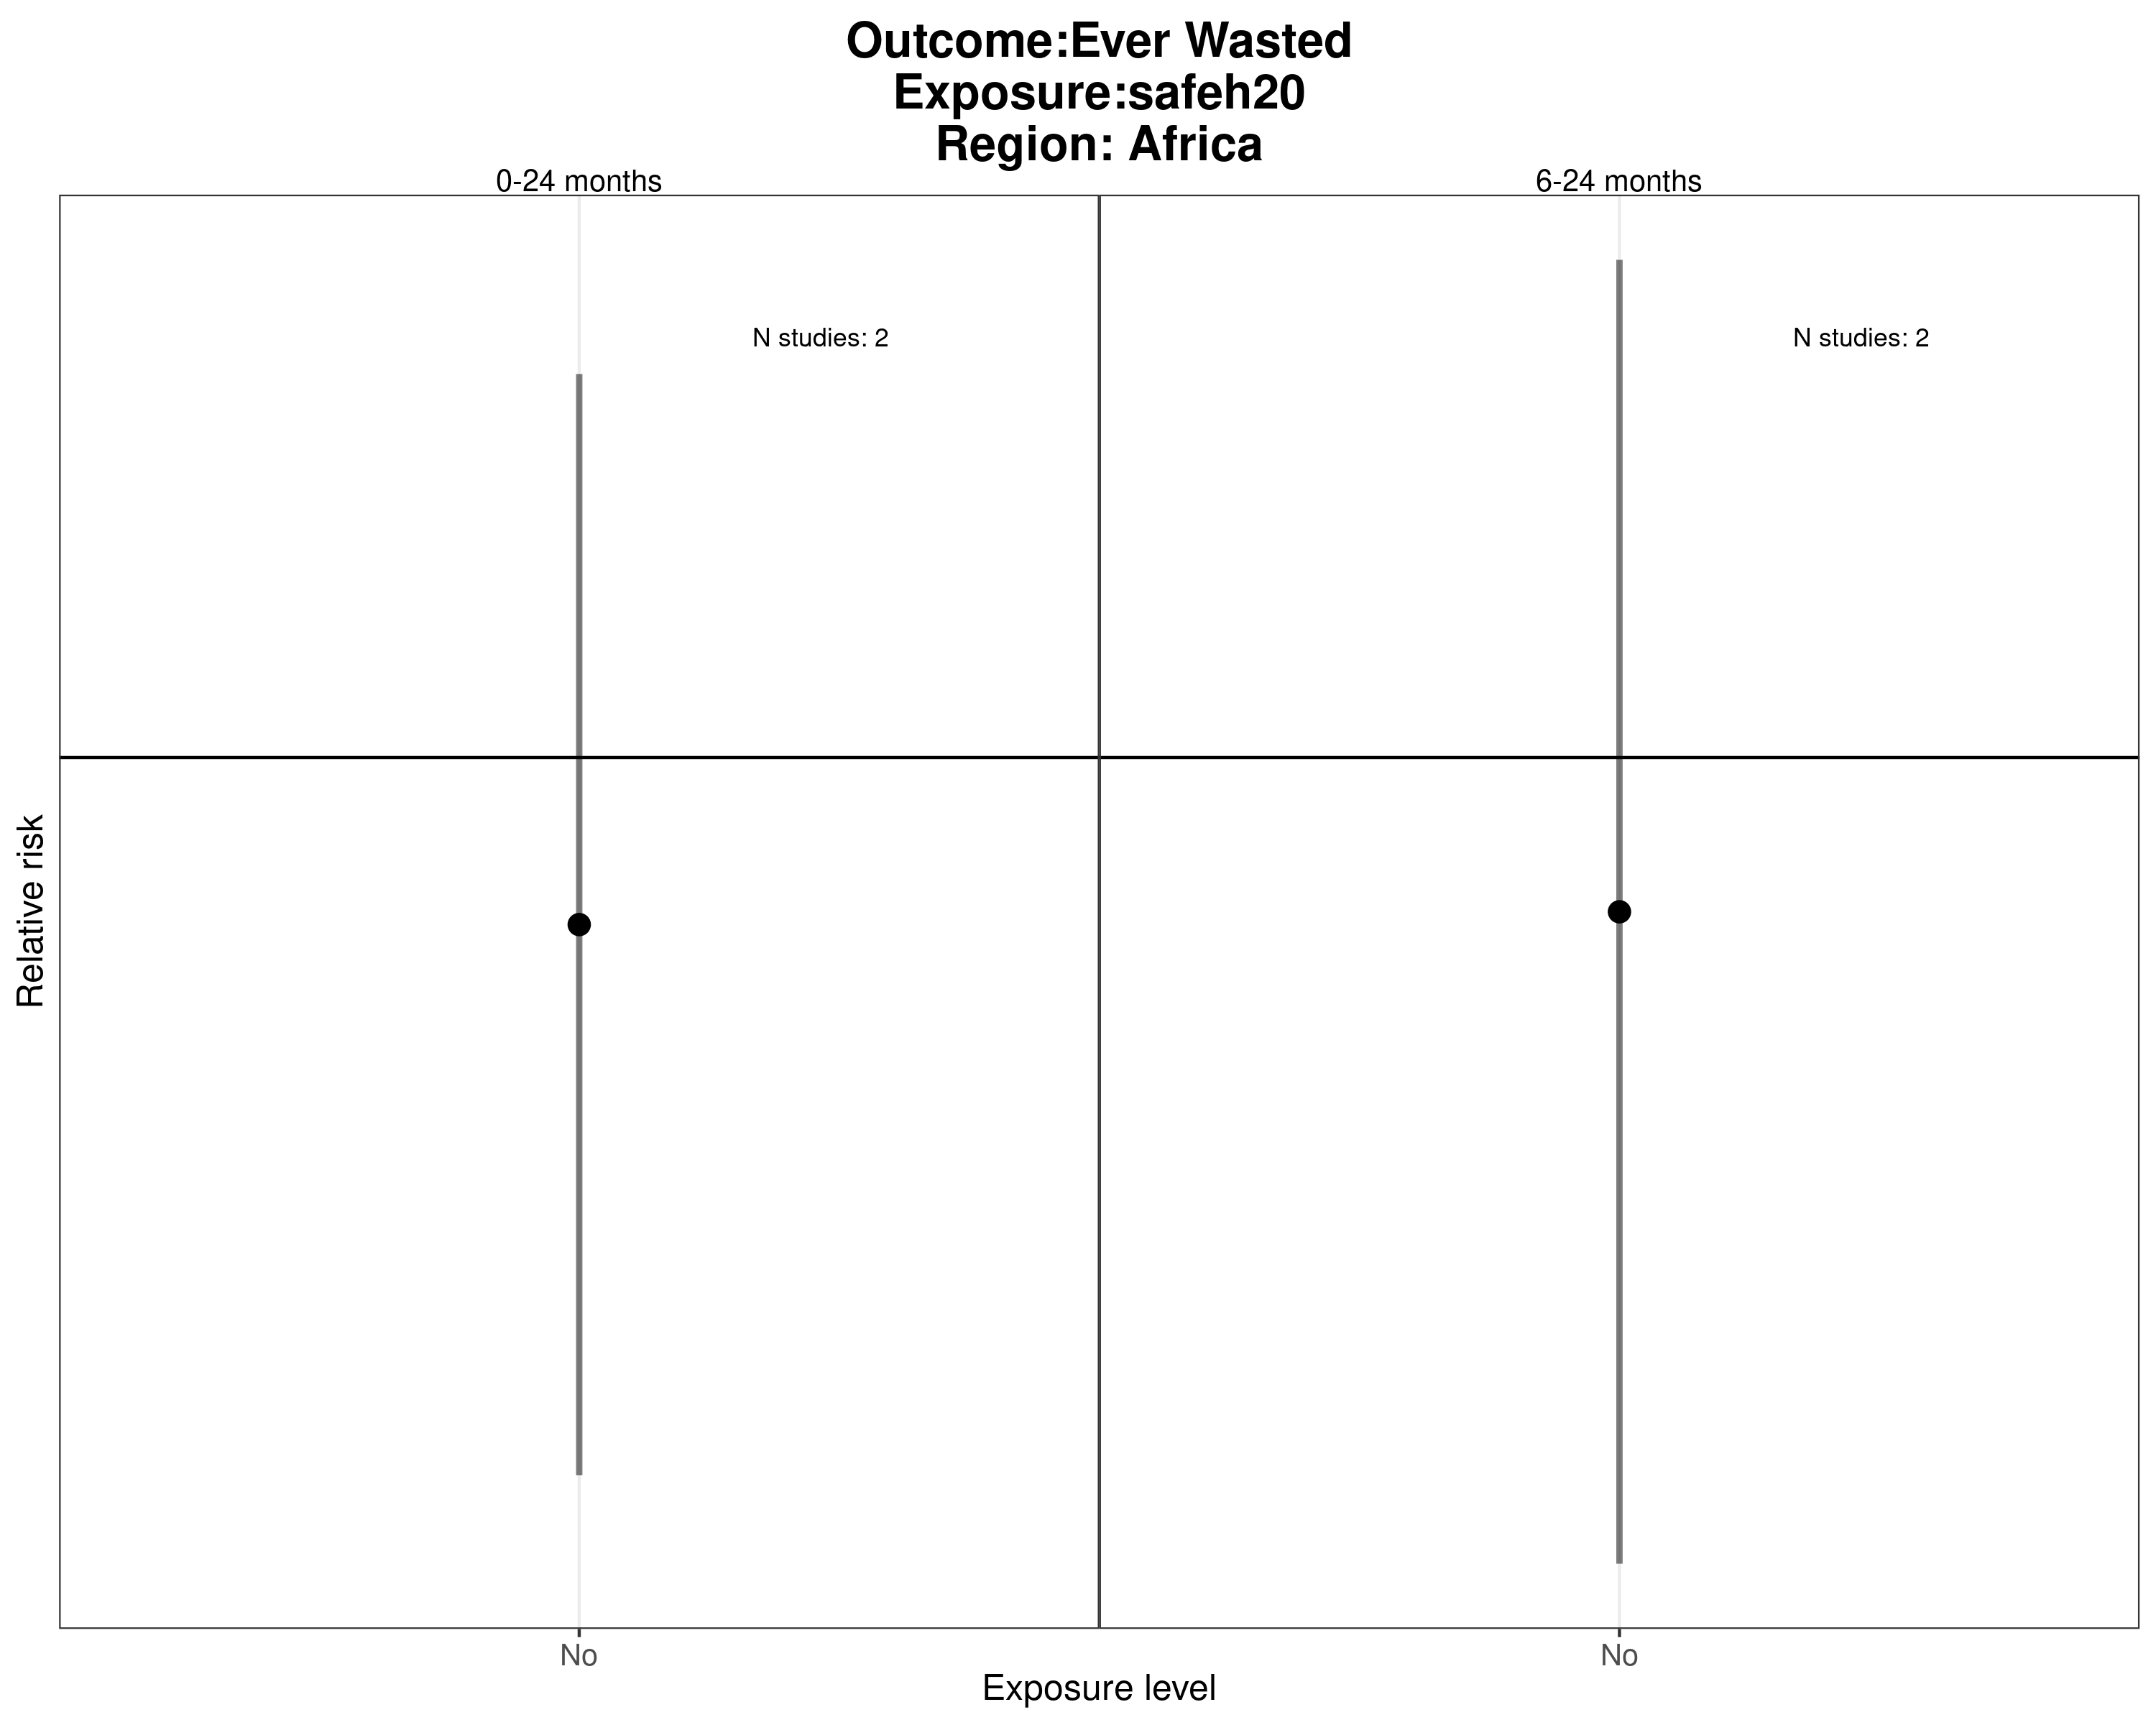 Outcome:Ever Wasted
Exposure:safeh20
Region: Africa
0-24 months
6-24 months
N studies: 2
N studies: 2
Relative risk
No
No
Exposure level